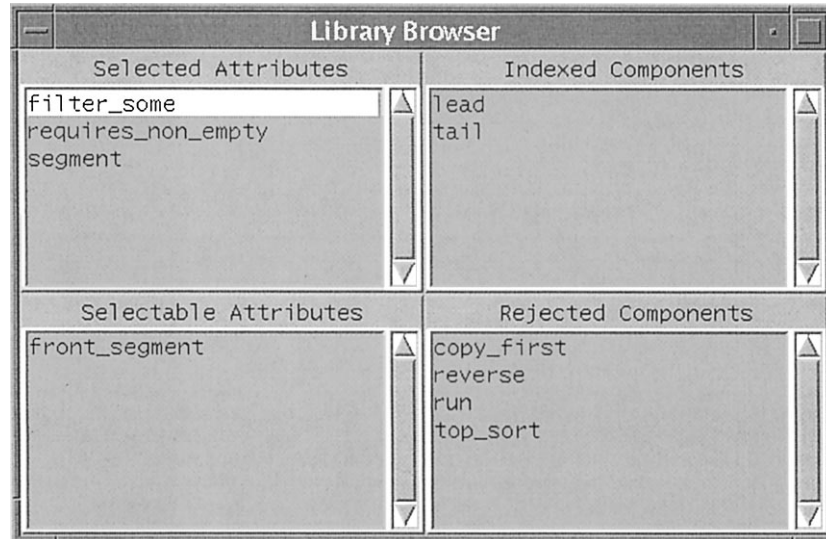 Library Browser
Selected Attributes
filter_some
requires_non_empty
segment
Indexed Components
lead
tail
Selectable Attributes
front_segment
Rejected Components
copy_first
reverse
run
top_sort